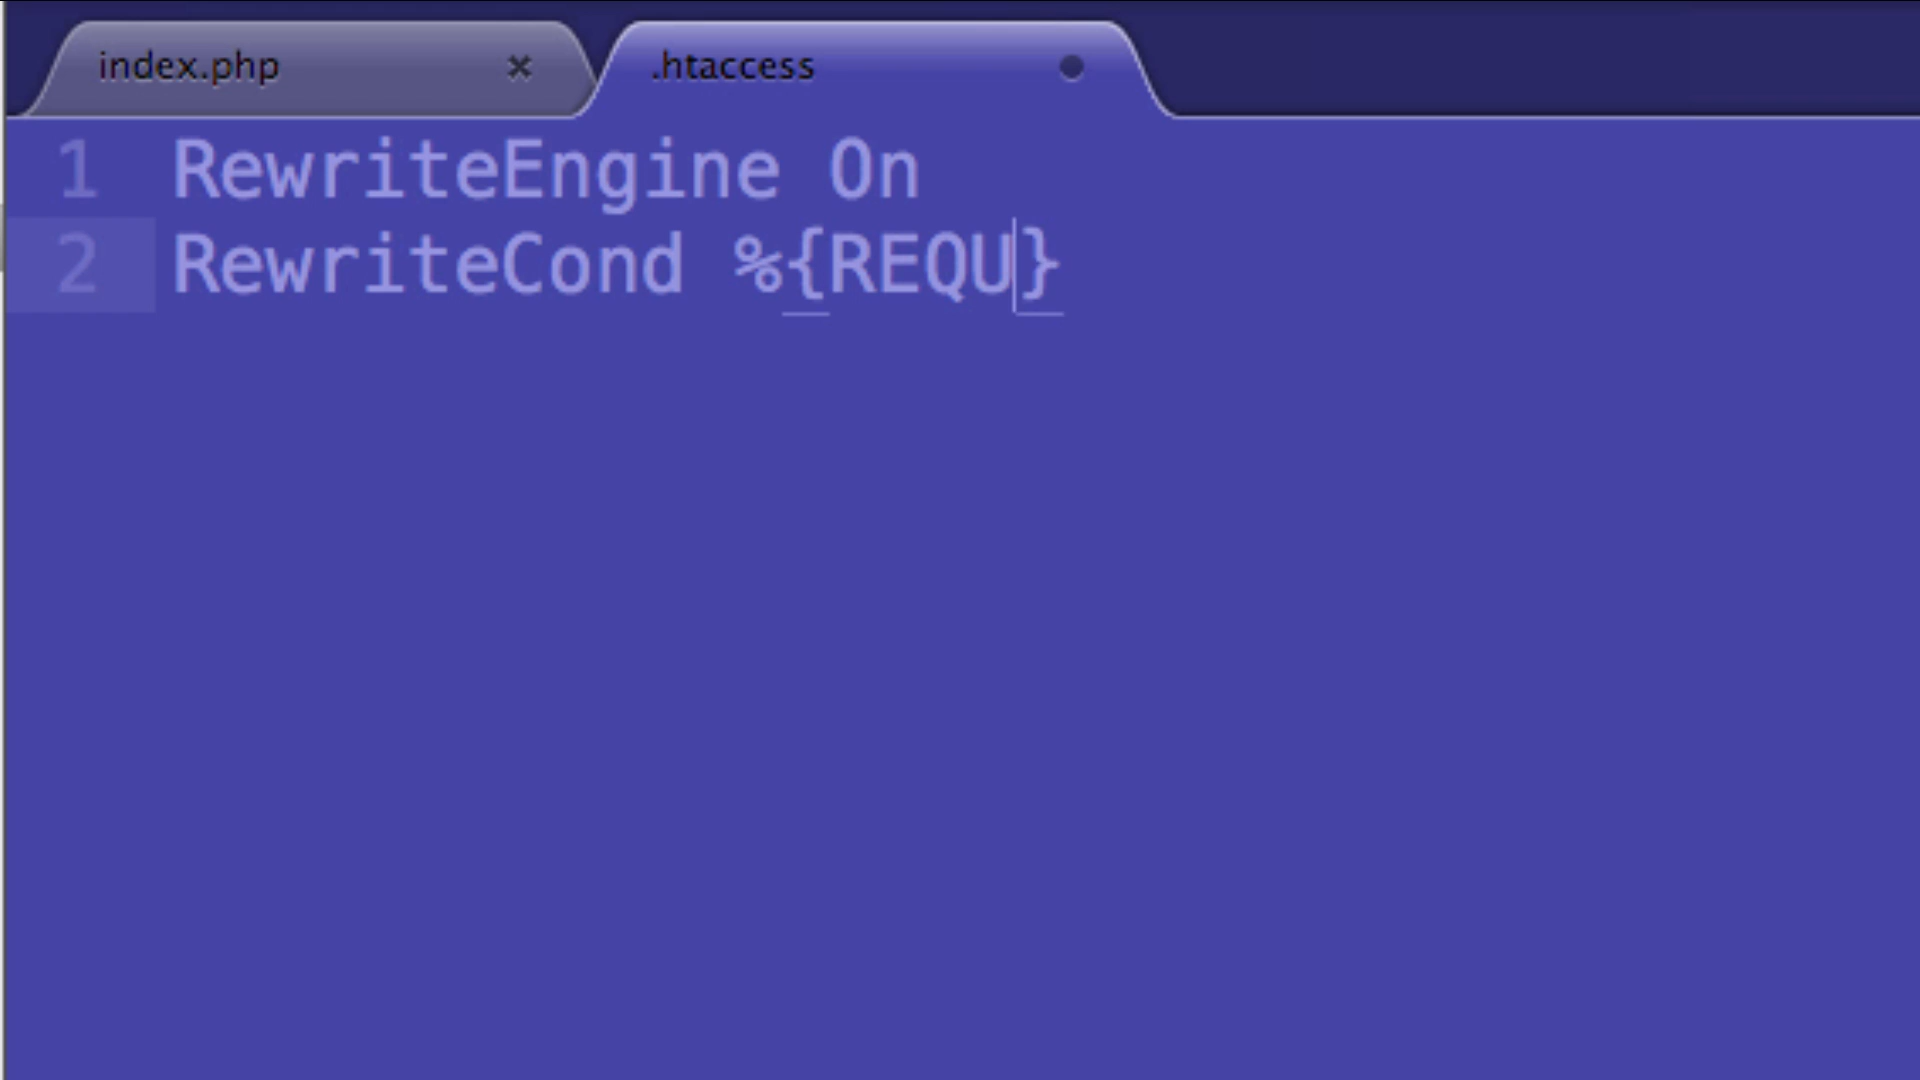 index.php × .htaccess
1 RewriteEngine On
2 RewriteCond %{REQU}